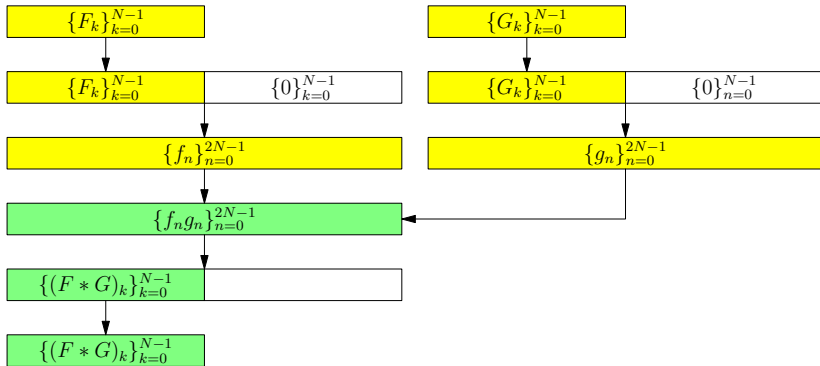 $\{F_k\}_{k=0}^{N-1}$ $\{G_k\}_{k=0}^{N-1}$
$\{F_k\}_{k=0}^{N-1}$ $\{0\}_{k=0}^{N-1}$ $\{G_k\}_{k=0}^{N-1}$ $\{0\}_{n=0}^{N-1}$
$\{f_n\}_{n=0}^{2N-1}$ $\{g_n\}_{n=0}^{2N-1}$
$\{f_n g_n\}_{n=0}^{2N-1}$
$\{(F * G)_k\}_{k=0}^{N-1}$
$\{(F * G)_k\}_{k=0}^{N-1}$